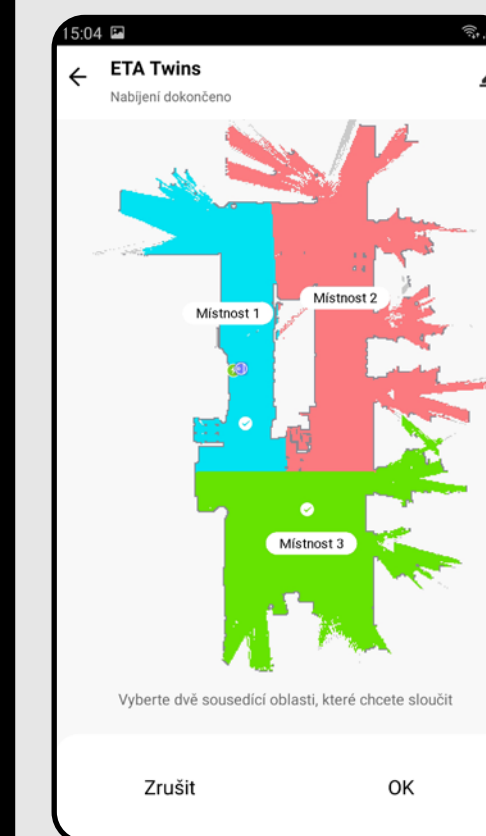 15:04
ETA Twins
Nabíjení dokončeno
Místnost 1
Místnost 2
Místnost 3
Vyberte dvě sousedící oblasti, které chcete sloučit
Zrušit
OK